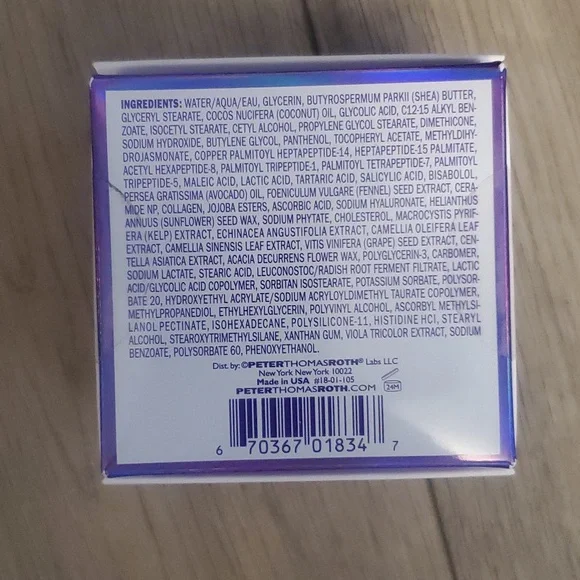 INGREDIENTS: WATER/AQUA/EAU, GLYCERIN, BUTYROSPERMUM PARKII (SHEA) BUTTER,
GLYCERYL STEARATE, COCOS NUCIFERA (COCONUT) OIL, GLYCOLIC ACID, C12-15 ALKYL BEN-
ZOATE, ISOCETYL STEARATE, CETYL ALCOHOL, PROPYLENE GLYCOL STEARATE, DIMETHICONE,
SODIUM HYDROXIDE, BUTYLENE GLYCOL, PANTHENOL, TOCOPHERYL ACETATE, METHYLDIHY-
DROJASMONATE, COPPER PALMITOYL HEPTAPEPTIDE-14, HEPTAPEPTIDE-15 PALMITATE,
ACETYL HEXAPEPTIDE-8, PALMITOYL TRIPEPTIDE-1, PALMITOYL TETRAPEPTIDE-7, PALMITOYL
TRIPEPTIDE-5, MALEIC ACID, LACTIC ACID, TARTARIC ACID, SALICYLIC ACID, BISABOLOL,
PERSEA GRATISSIMA (AVOCADO) OIL, FOENICULUM VULGARE (FENNEL) SEED EXTRACT, CERA-
MIDE NP, COLLAGEN, JOJOBA ESTERS, ASCORBIC ACID, SODIUM HYALURONATE, HELIANTHUS
ANNUUS (SUNFLOWER) SEED WAX, SODIUM PHYTATE, CHOLESTEROL, MACROCYSTIS PYRIF-
ERA (KELP) EXTRACT, ECHINACEA ANGUSTIFOLIA EXTRACT, CAMELLIA OLEIFERA LEAF
EXTRACT, CAMELLIA SINENSIS LEAF EXTRACT, VITIS VINIFERA (GRAPE) SEED EXTRACT, CEN-
TELLA ASIATICA EXTRACT, ACACIA DECURRENS FLOWER WAX, POLYGLYCERIN-3, CARBOMER,
SODIUM LACTATE, STEARIC ACID, LEUCONOSTOC/RADISH ROOT FERMENT FILTRATE, LACTIC
ACID/GLYCOLIC ACID COPOLYMER, SORBITAN ISOSTEARATE, POTASSIUM SORBATE, POLYSOR-
BATE 20, HYDROXYETHYL ACRYLATE/SODIUM ACRYLOYLDIMETHYL TAURATE COPOLYMER,
METHYLPROPANEDIOL, ETHYLHEXYLGLYCERIN, POLYVINYL ALCOHOL, ASCORBYL METHYLSI-
LANOL PECTINATE, ISOHEXADECANE, POLYSILICONE-11, HISTIDINE HCI, STEARYL
ALCOHOL, STEAROXYTRIMETHYLSILANE, XANTHAN GUM, VIOLA TRICOLOR EXTRACT, SODIUM
BENZOATE, POLYSORBATE 60, PHENOXYETHANOL.
Dist. by: ©PETERTHOMASROTH® Labs LLC
New York New York 10022
Made in USA #18-01-105
PETERTHOMASROTH.COM 24M
6 70367 01834 7